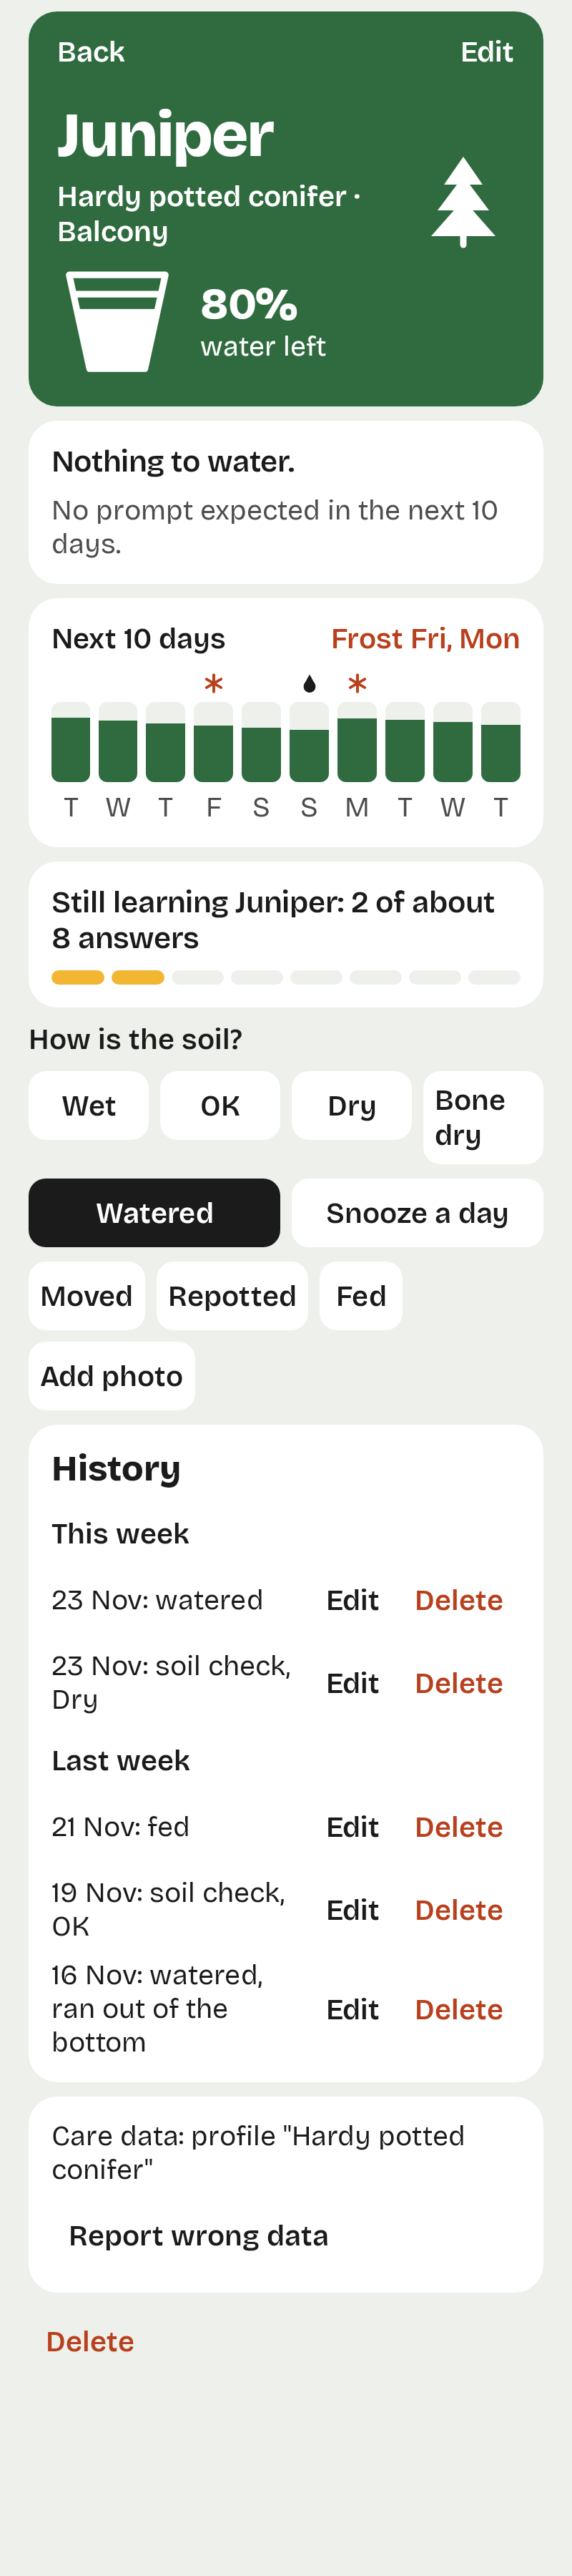 Back Edit
Juniper
Hardy potted conifer ·
Balcony
80%
water left
Nothing to water.
No prompt expected in the next 10
days.
Next 10 days Frost Fri, Mon
T W T F S S M T W T
Still learning Juniper: 2 of about
8 answers
How is the soil?
Wet OK Dry Bone
dry
Watered Snooze a day
Moved Repotted Fed
Add photo
History
This week
23 Nov: watered Edit Delete
23 Nov: soil check,
Dry Edit Delete
Last week
21 Nov: fed Edit Delete
19 Nov: soil check,
OK Edit Delete
16 Nov: watered,
ran out of the Edit Delete
bottom
Care data: profile "Hardy potted
conifer"
Report wrong data
Delete